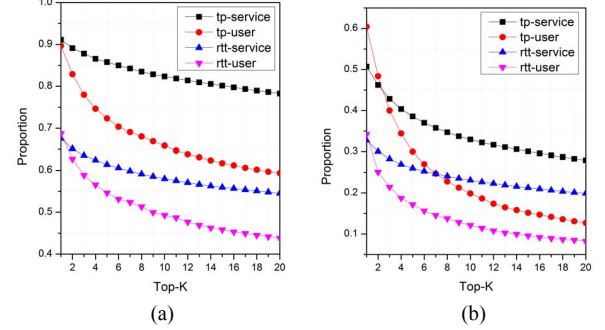 1.0
0.9
0.8
0.7
0.6
0.5
0.4
Proportion
tp-service
tp-user
rtt-service
rtt-user
2 4 6 8 10 12 14 16 18 20
Top-K
(a)
0.6
0.5
0.4
0.3
0.2
0.1
Proportion
tp-service
tp-user
rtt-service
rtt-user
2 4 6 8 10 12 14 16 18 20
Top-K
(b)